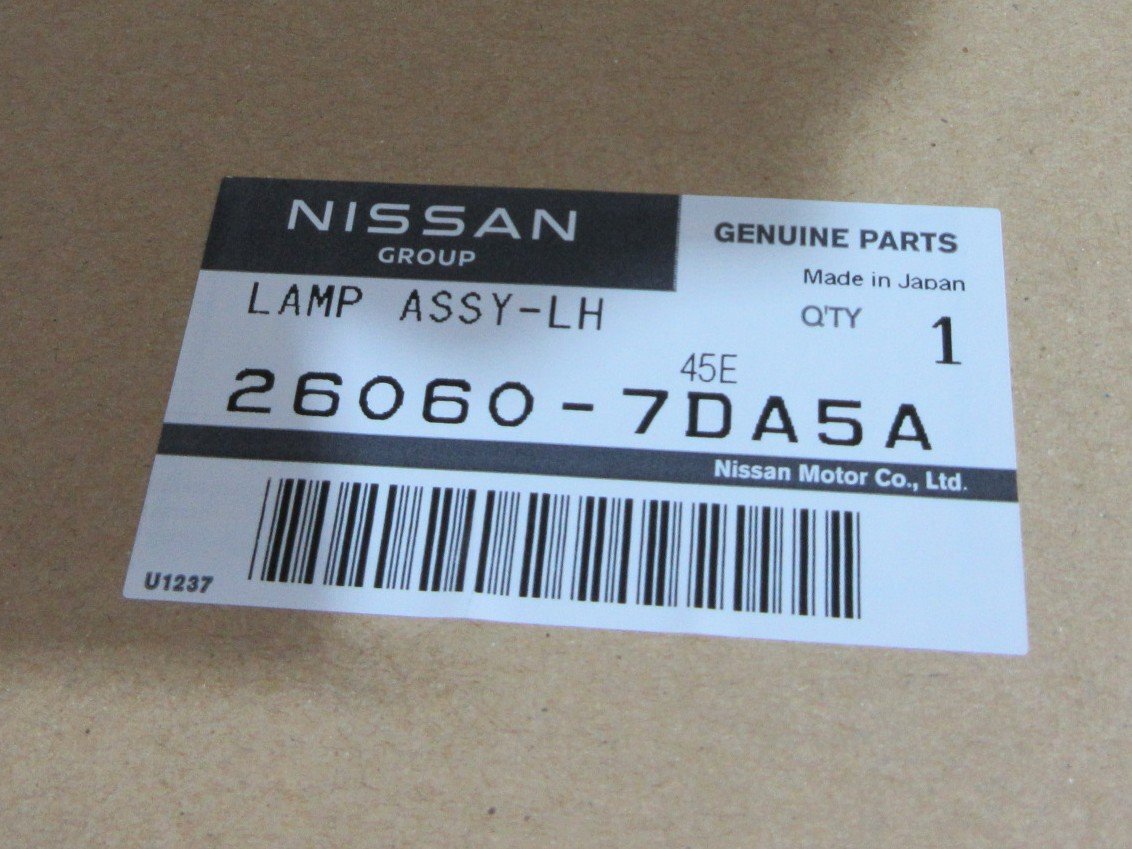 NISSAN
GROUP
GENUINE PARTS
Made in Japan
LAMP ASSY-LH
Q'TY 1
45E
26060-7DA5A
Nissan Motor Co., Ltd.
U1237